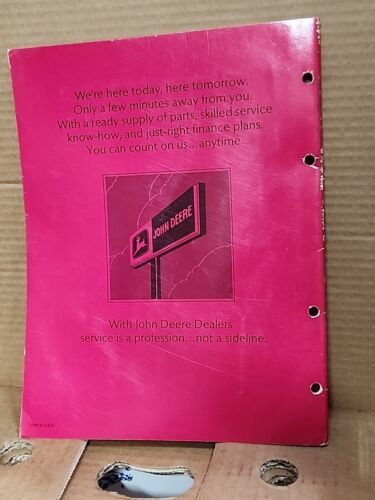 We're here today, here tomorrow.
Only a few minutes away from you.
With a ready supply of parts, skilled service
know-how, and just-right finance plans.
You can count on us...anytime.
JOHN DEERE
With John Deere Dealers
service is a profession...not a sideline.